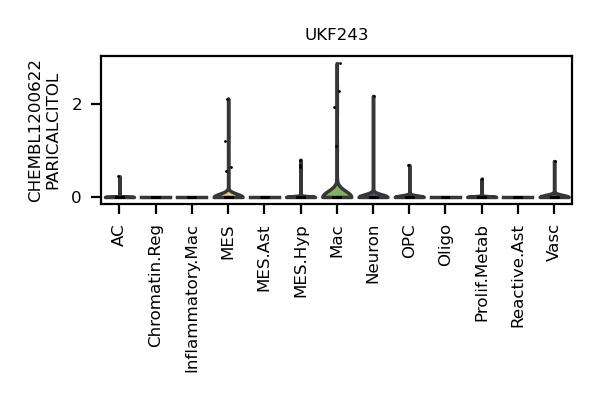 UKF243
CHEMBL1200622
PARICALCITOL
2
0
AC
Chromatin.Reg
Inflammatory.Mac
MES
MES.Ast
MES.Hyp
Mac
Neuron
OPC
Oligo
Prolif.Metab
Reactive.Ast
Vasc